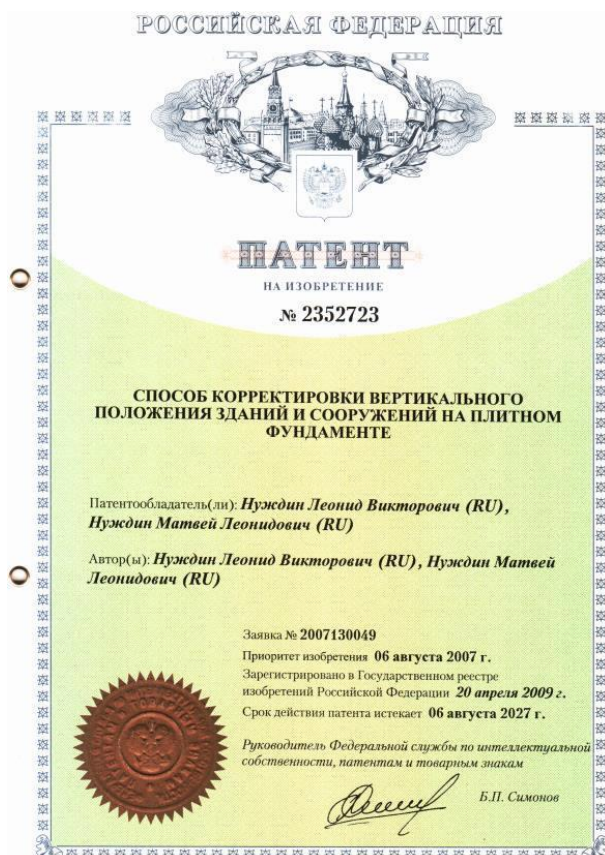 РОССИЙСКАЯ ФЕДЕРАЦИЯ
ПАТЕНТ
НА ИЗОБРЕТЕНИЕ
№ 2352723
СПОСОБ КОРРЕКТИРОВКИ ВЕРТИКАЛЬНОГО
ПОЛОЖЕНИЯ ЗДАНИЙ И СООРУЖЕНИЙ НА ПЛИТНОМ
ФУНДАМЕНТЕ
Патентообладатель(ли): Нуждин Леонид Викторович (RU),
Нуждин Матвей Леонидович (RU)
Автор(ы): Нуждин Леонид Викторович (RU), Нуждин Матвей
Леонидович (RU)
Заявка № 2007130049
Приоритет изобретения 06 августа 2007 г.
Зарегистрировано в Государственном реестре
изобретений Российской Федерации 20 апреля 2009 г.
Срок действия патента истекает 06 августа 2027 г.
Руководитель Федеральной службы по интеллектуальной
собственности, патентам и товарным знакам
Б.П. Симонов